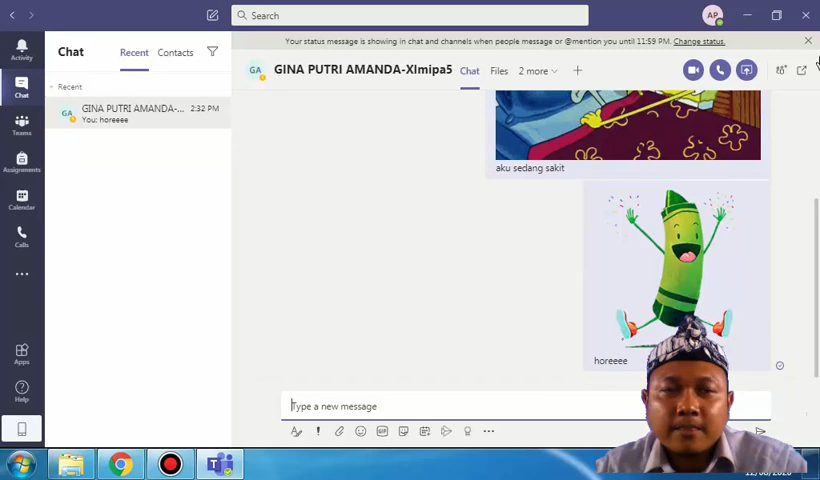 Search
AP
Your status message is showing in chat and channels when people message or @mention you until 11:59 PM. Change status.
Activity
Chat
Teams
Assignments
Calendar
Calls
Apps
Help
Chat
Recent
Contacts
Recent
GA
GINA PUTRI AMANDA-...
2:32 PM
You: horeeee
GA
GINA PUTRI AMANDA-XImipa5
Chat
Files
2 more
aku sedang sakit
horeeee
Type a new message
GIF